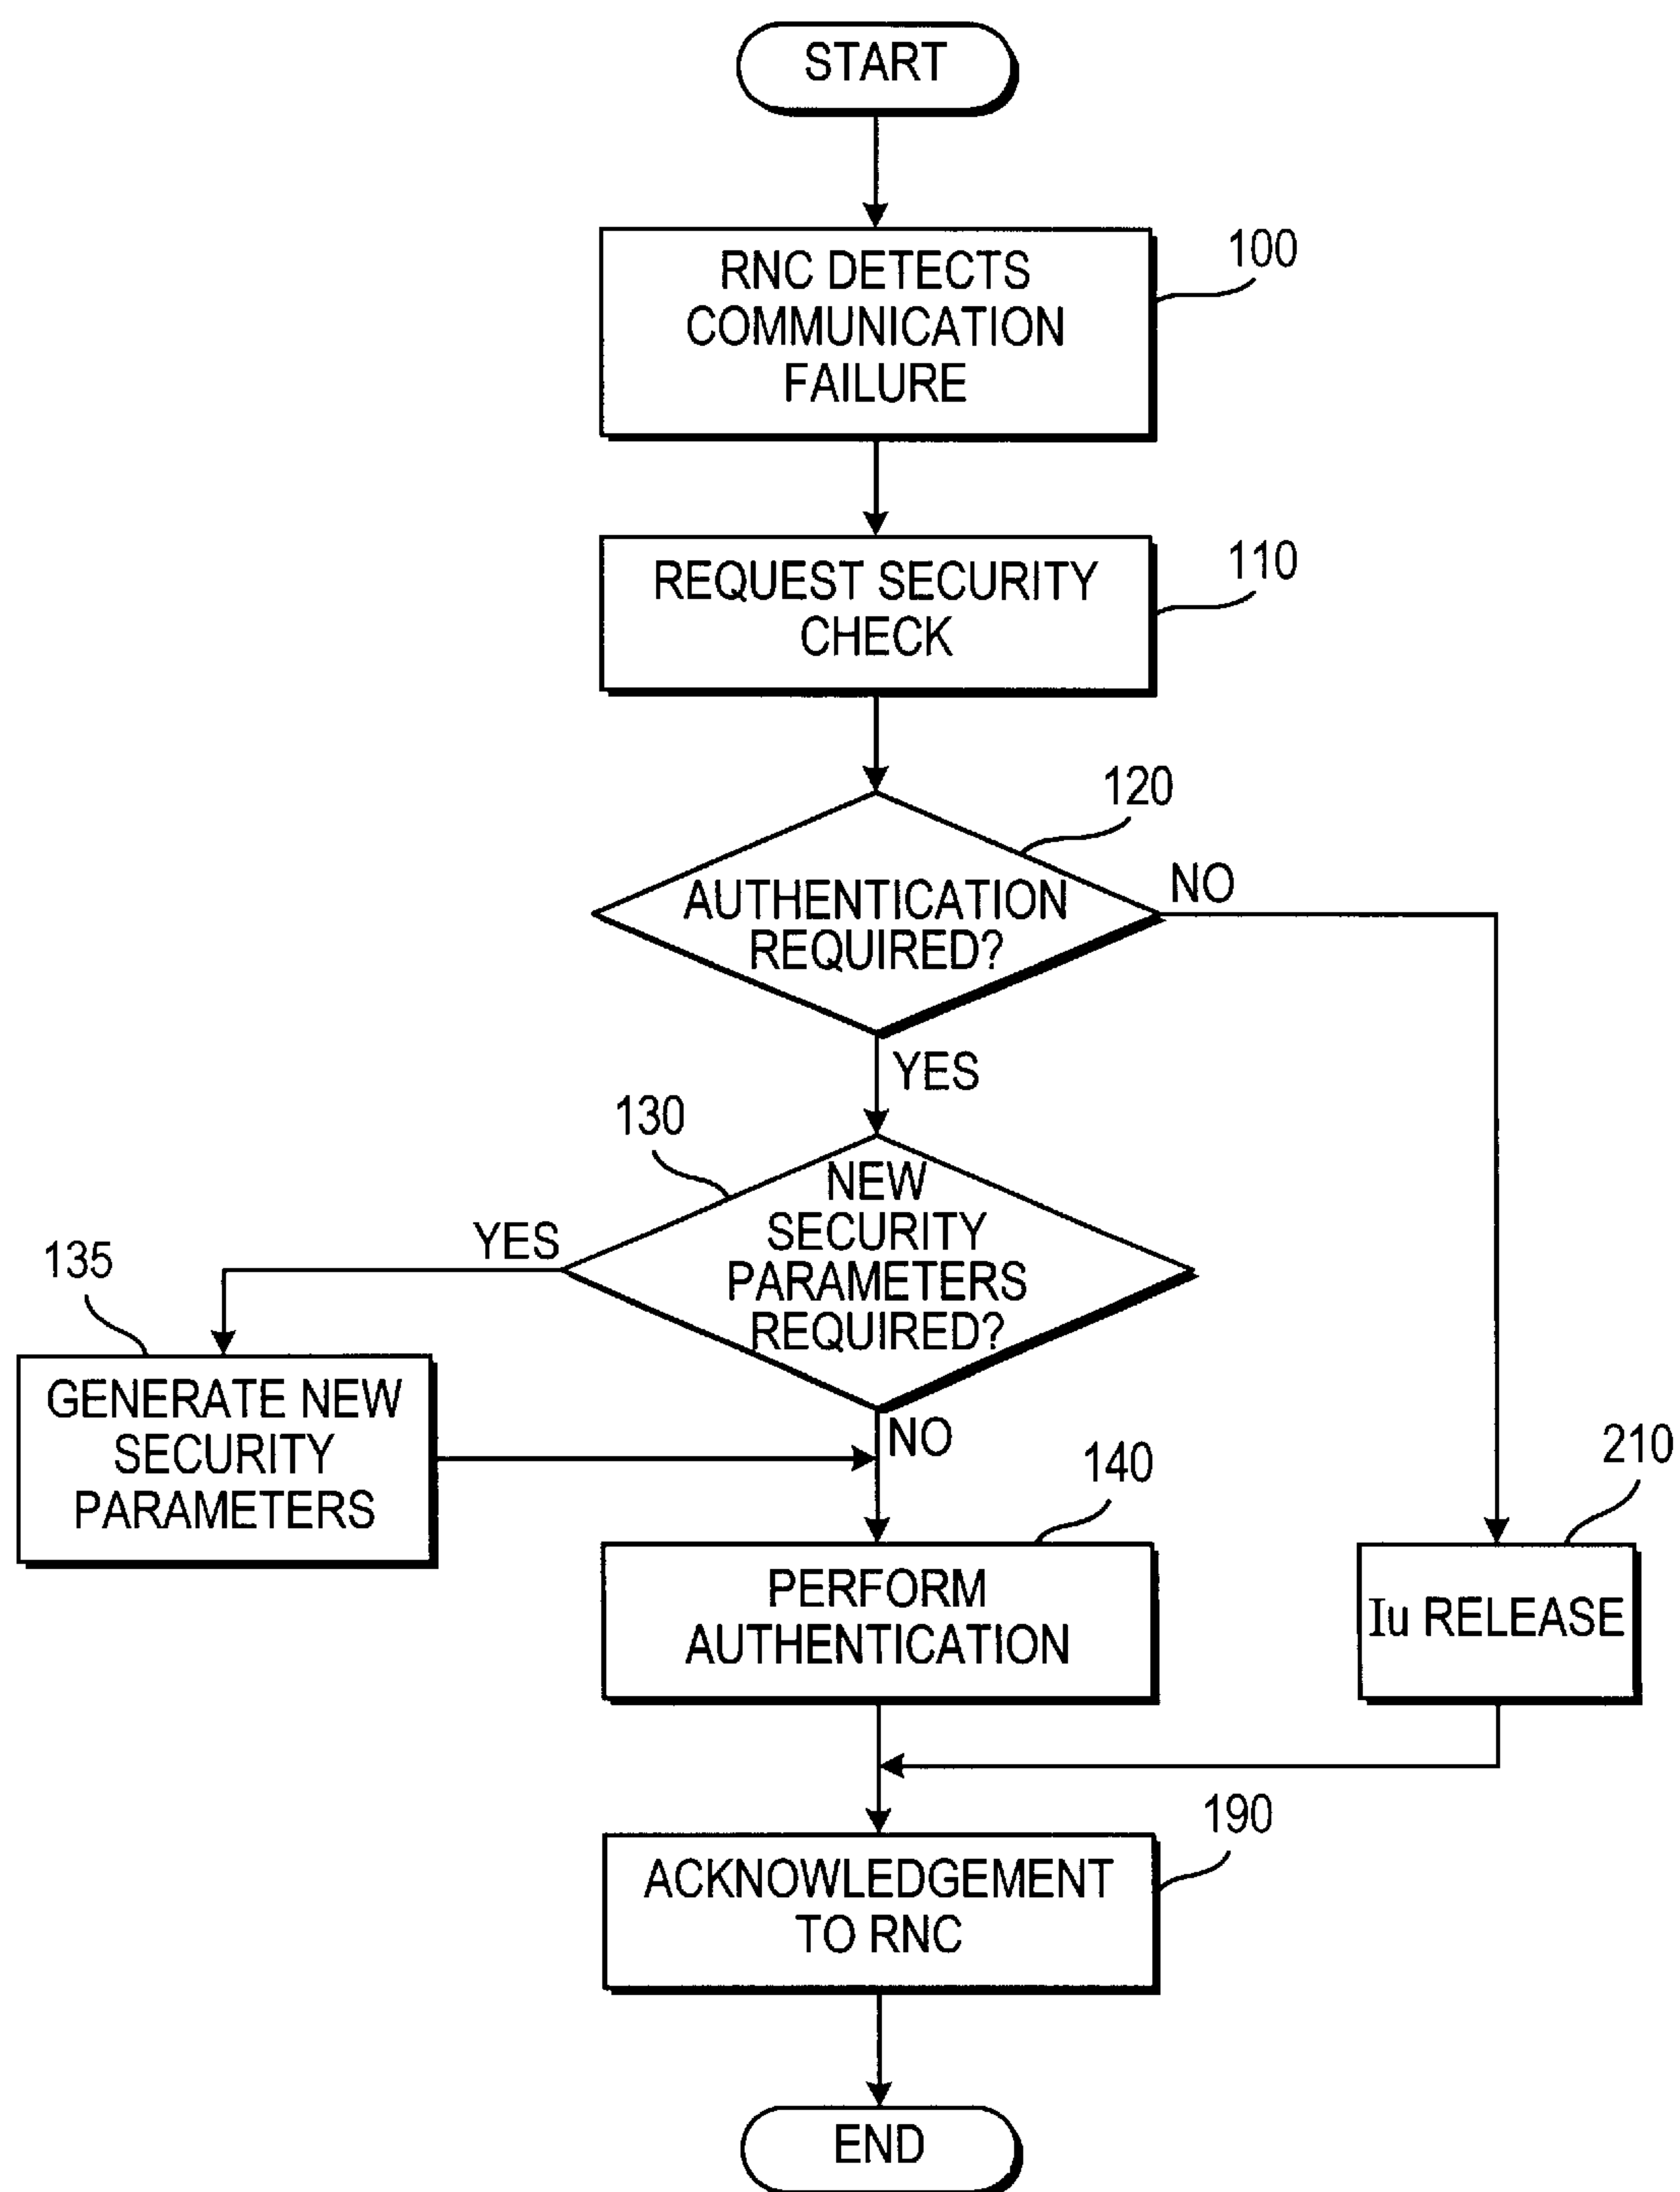 START
RNC DETECTS
COMMUNICATION
FAILURE
100
REQUEST SECURITY
CHECK
110
120
AUTHENTICATION
REQUIRED?
NO
YES
130
NEW
SECURITY
PARAMETERS
REQUIRED?
YES
135
GENERATE NEW
SECURITY
PARAMETERS
NO
140
PERFORM
AUTHENTICATION
210
Iu RELEASE
190
ACKNOWLEDGEMENT
TO RNC
END